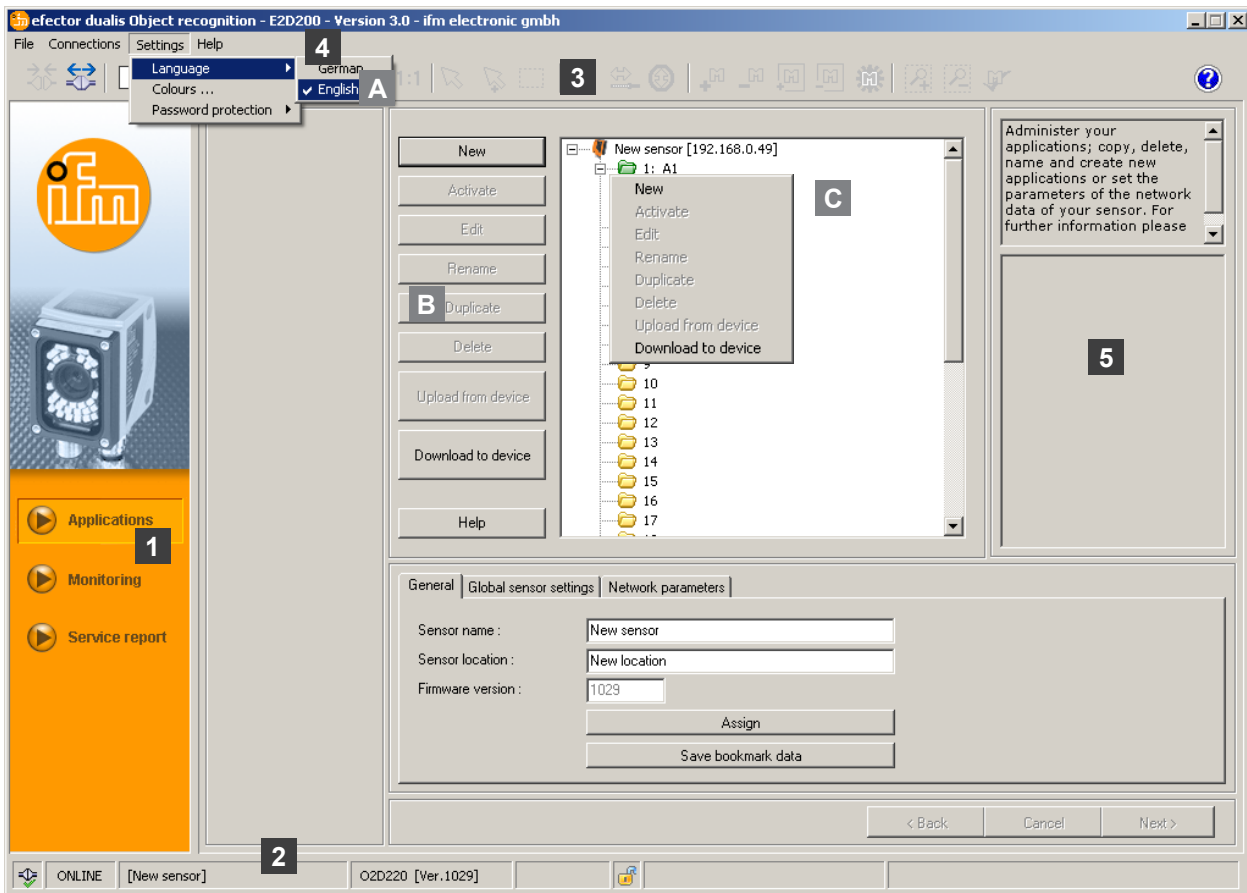 efector dualis Object recognition - E2D200 - Version 3.0 - ifm electronic gmbh
File Connections Settings Help
4
Language
German
Colours ...
English
A
Password protection
1:1
3
ifm
New
Activate
Edit
Rename
B
Duplicate
Delete
Upload from device
Download to device
Help
New sensor [192.168.0.49]
1: A1
New
Activate
Edit
Rename
Duplicate
Delete
Upload from device
Download to device
C
9
10
11
12
13
14
15
16
17
Administer your
applications; copy, delete,
name and create new
applications or set the
parameters of the network
data of your sensor. For
further information please
5
Applications
1
Monitoring
Service report
General Global sensor settings Network parameters
Sensor name : New sensor
Sensor location : New location
Firmware version : 1029
Assign
Save bookmark data
< Back Cancel Next >
2
ONLINE [New sensor] O2D220 [Ver.1029]